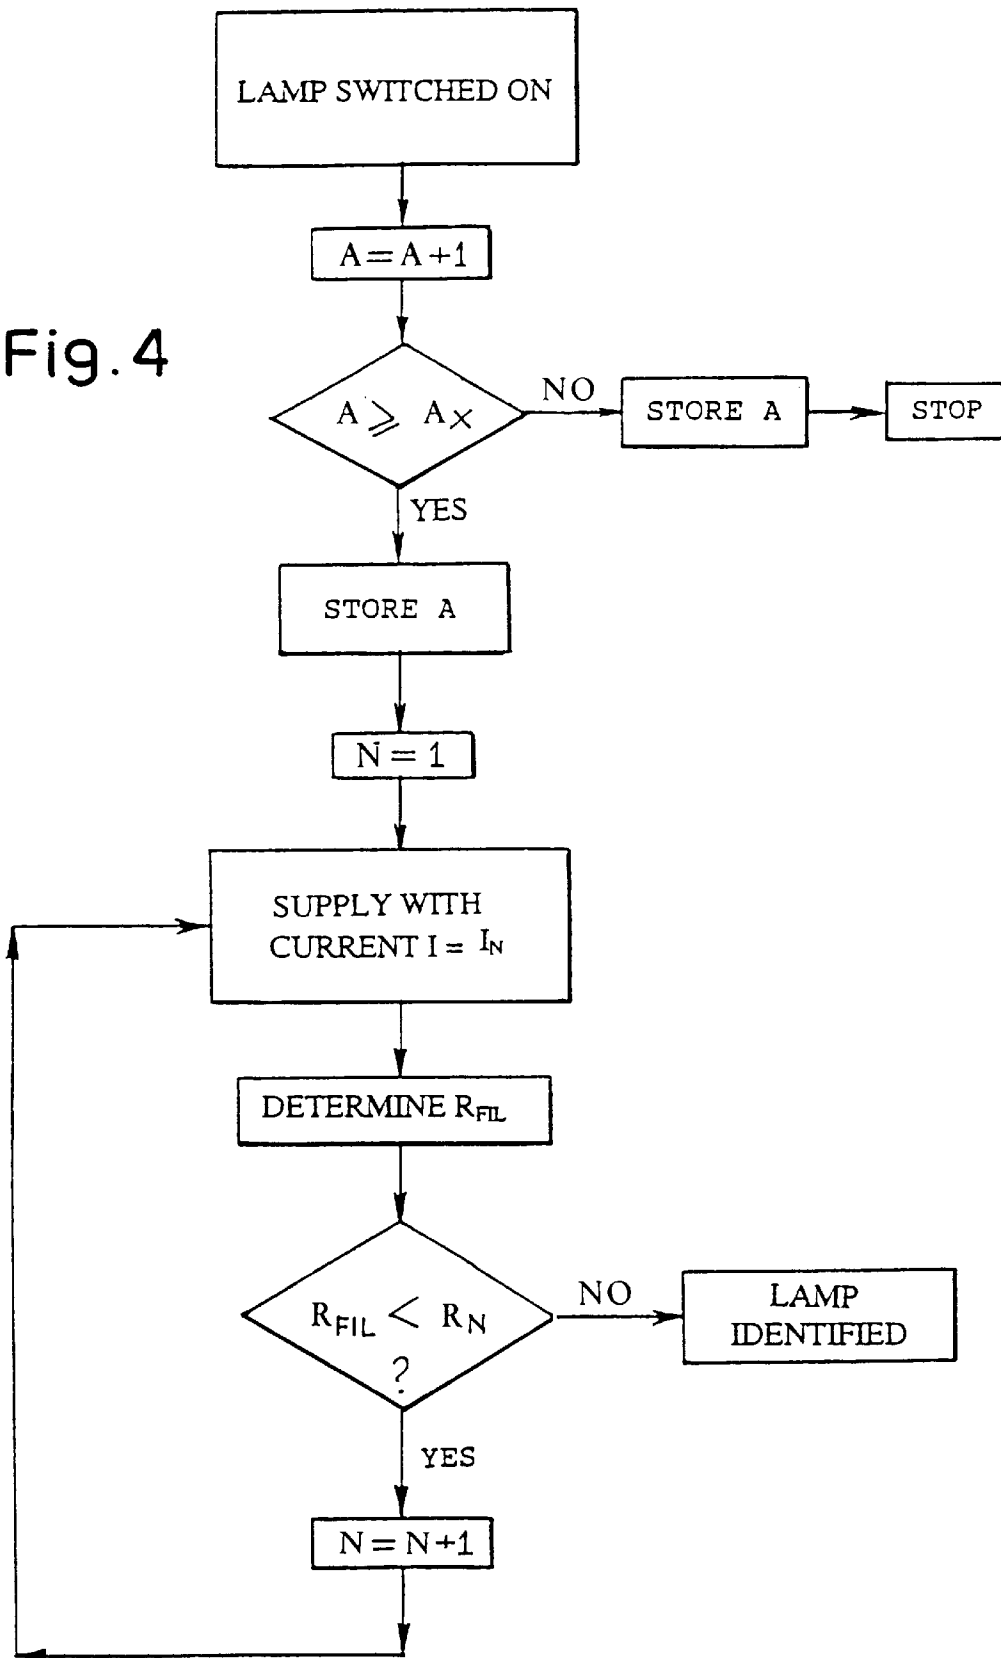 LAMP SWITCHED ON
A = A +1
Fig. 4
A ⩾ Ax
NO
STORE A
STOP
YES
STORE A
N = 1
SUPPLY WITH
CURRENT I = IN
DETERMINE RFIL
RFIL < RN
?
NO
LAMP
IDENTIFIED
YES
N = N+1